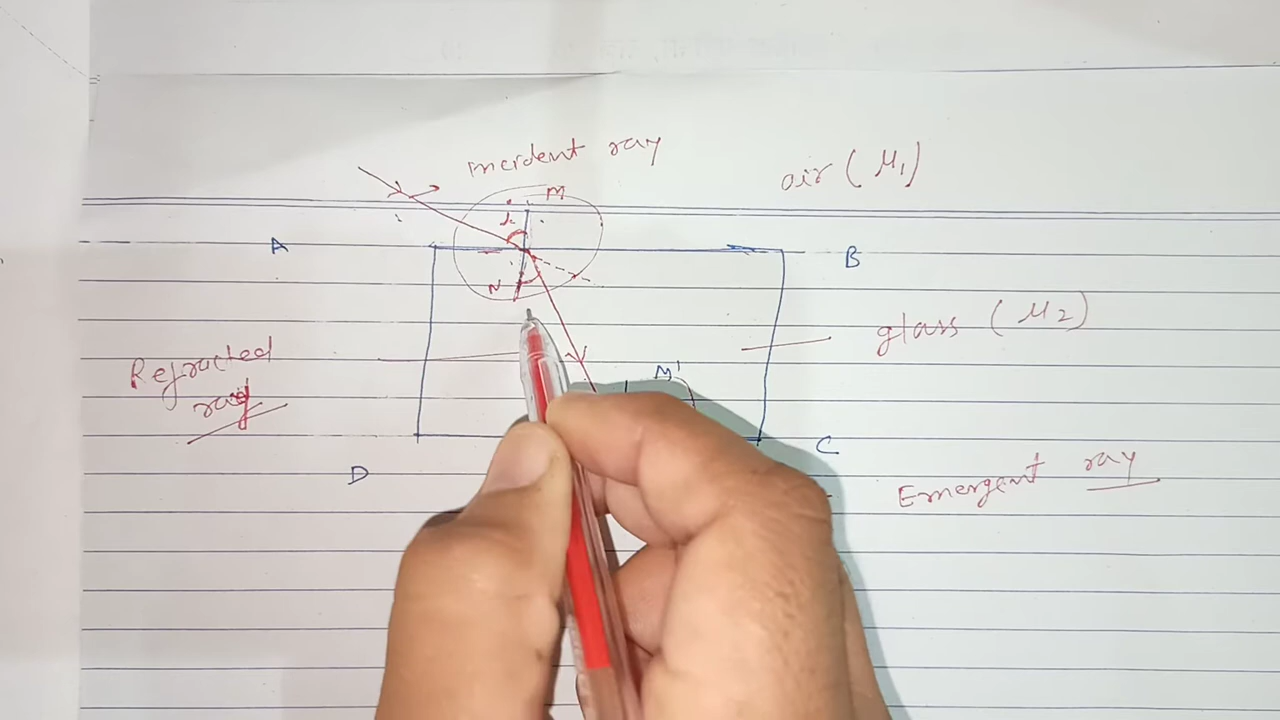 incident ray
air (μ1)
M
i
A
B
N
glass (μ2)
Refracted
ray
M'
C
D
Emergent ray